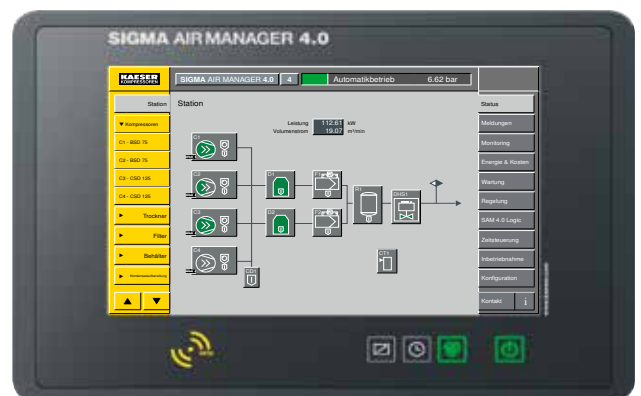 SIGMA AIR MANAGER 4.0
KAESER
KOMPRESSOREN
SIGMA AIR MANAGER 4.0 4 Automatikbetrieb 6.62 bar
Station
Kompressoren
C1 - BSD 75
C2 - BSD 75
C3 - CSD 125
C4 - CSD 125
Trockner
Filter
Behälter
Station
Leistung 112.61 kW
Volumenstrom 19.07 m³/min
C1
C2
C3
C4
D1
D2
F1
F2
R1
DHS1
CD1
CT1
Status
Meldungen
Monitoring
Energie & Kosten
Wartung
Regelung
SAM 4.0 Logic
Zeitsteuerung
Inbetriebnahme
Konfiguration
Kontakt i